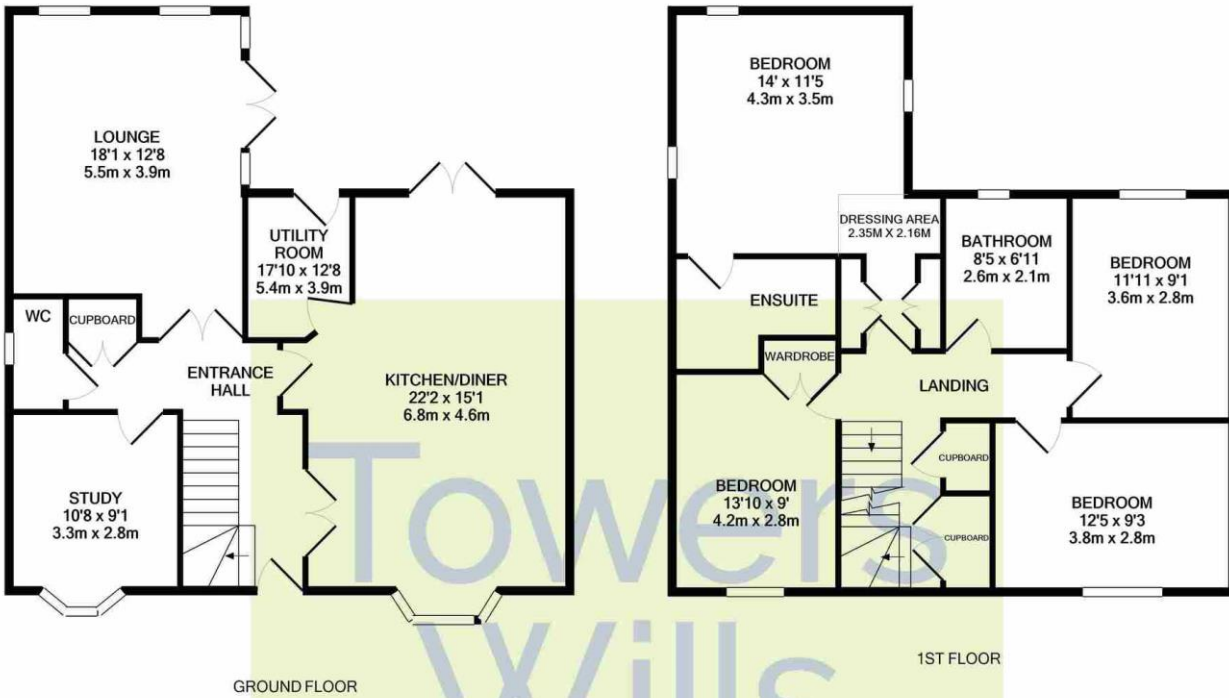 LOUNGE
18'1 x 12'8
5.5m x 3.9m
UTILITY
ROOM
17'10 x 12'8
5.4m x 3.9m
WC
CUPBOARD
ENTRANCE
HALL
KITCHEN/DINER
22'2 x 15'1
6.8m x 4.6m
STUDY
10'8 x 9'1
3.3m x 2.8m
GROUND FLOOR
BEDROOM
14' x 11'5
4.3m x 3.5m
DRESSING AREA
2.35M X 2.16M
BATHROOM
8'5 x 6'11
2.6m x 2.1m
BEDROOM
11'11 x 9'1
3.6m x 2.8m
ENSUITE
WARDROBE
LANDING
BEDROOM
13'10 x 9'
4.2m x 2.8m
CUPBOARD
CUPBOARD
BEDROOM
12'5 x 9'3
3.8m x 2.8m
1ST FLOOR
Towers
Wills